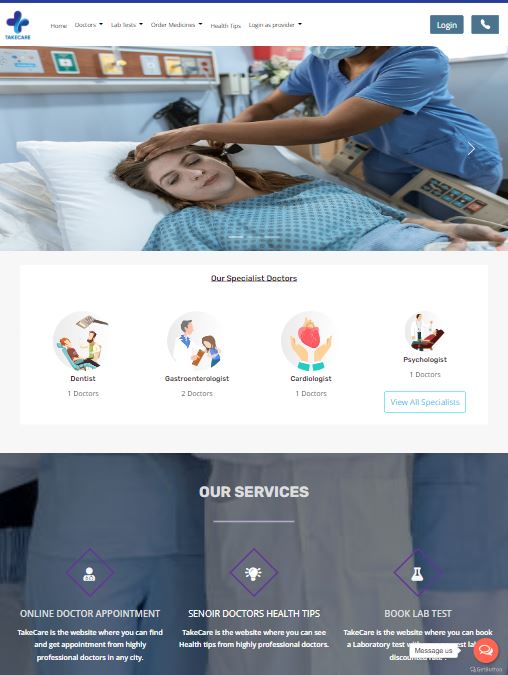 TAKECARE
Home Doctors Lab Tests Order Medicines Health Tips Login as provider Login
Our Specialist Doctors
Dentist
1 Doctors
Gastroenterologist
2 Doctors
Cardiologist
1 Doctors
Psychologist
1 Doctors
View All Specialists
OUR SERVICES
ONLINE DOCTOR APPOINTMENT
TakeCare is the website where you can find
and get appointment from highly
professional doctors in any city.
SENOIR DOCTORS HEALTH TIPS
TakeCare is the website where you can see
Health tips from highly professional doctors.
BOOK LAB TEST
TakeCare is the website where you can book
a Laboratory test
Message us
GetButton